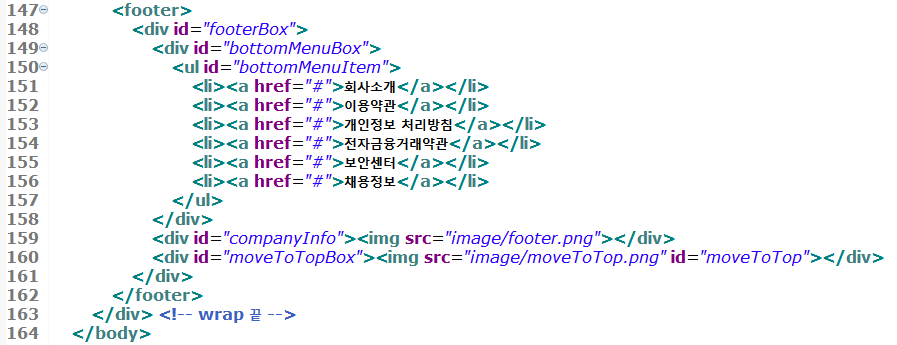 147 <footer>
148 <div id="footerBox">
149 <div id="bottomMenuBox">
150 <ul id="bottomMenuItem">
151 <li><a href="#">회사소개</a></li>
152 <li><a href="#">이용약관</a></li>
153 <li><a href="#">개인정보 처리방침</a></li>
154 <li><a href="#">전자금융거래약관</a></li>
155 <li><a href="#">보안센터</a></li>
156 <li><a href="#">채용정보</a></li>
157 </ul>
158 </div>
159 <div id="companyInfo"><img src="image/footer.png"></div>
160 <div id="moveToTopBox"><img src="image/moveToTop.png" id="moveToTop"></div>
161 </div>
162 </footer>
163 </div> <!-- wrap 끝 -->
164 </body>